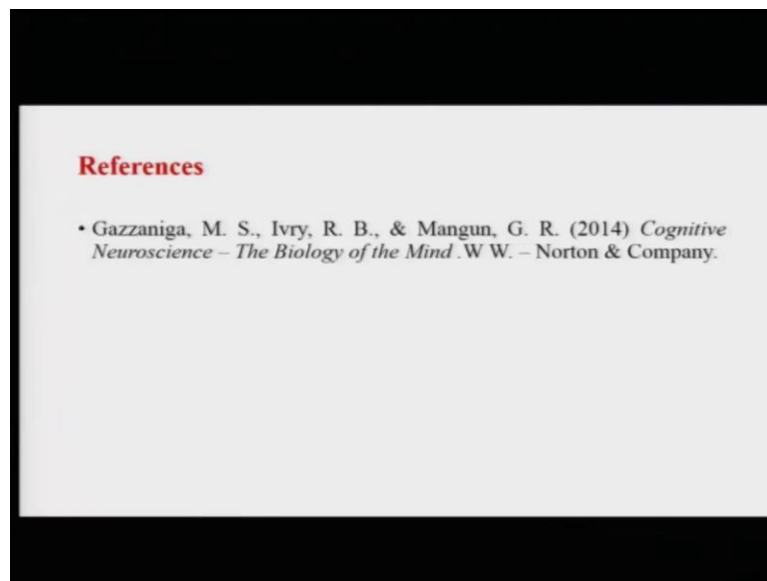 References
• Gazzaniga, M. S., Ivry, R. B., & Mangun, G. R. (2014) Cognitive
Neuroscience – The Biology of the Mind .W W. – Norton & Company.